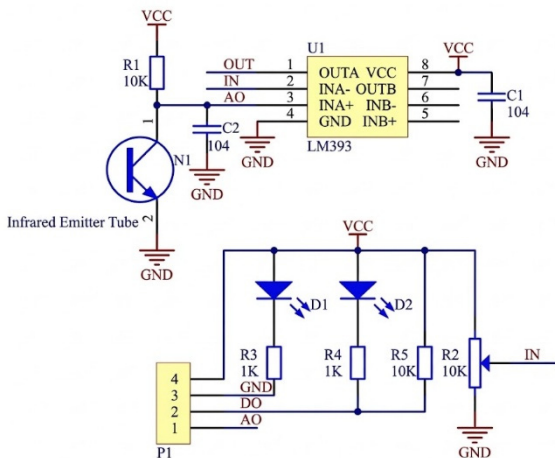 VCC
R1
10K
U1
VCC
OUT
1
OUTA
VCC
8
IN
2
INA-
OUTB
7
AO
3
INA+
INB-
6
4
GND
INB+
5
C1
104
1
C2
104
GND
LM393
GND
N1
GND
Infrared Emitter Tube
2
GND
VCC
D1
D2
R3
1K
R4
1K
R5
10K
R2
10K
IN
4
GND
3
DO
2
AO
1
P1
GND